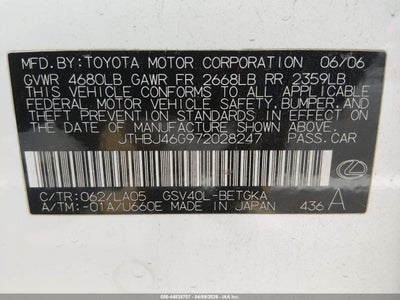 MFD.BY:TOYOTA MOTOR CORPORATION 06/06
GVWR 4680LB GAWR FR 2668LB RR 2359LB
THIS VEHICLE CONFORMS TO ALL APPLICABLE
FEDERAL MOTOR VEHICLE SAFETY, BUMPER, AND
THEFT PREVENTION STANDARDS IN EFFECT ON
THE DATE OF MANUFACTURE SHOWN ABOVE.
JTHBJ46G972028247 PASS.CAR
C/TR:062/LA05 GSV40L-BETGKA
A/TM:-01A/U660E MADE IN JAPAN 436 A